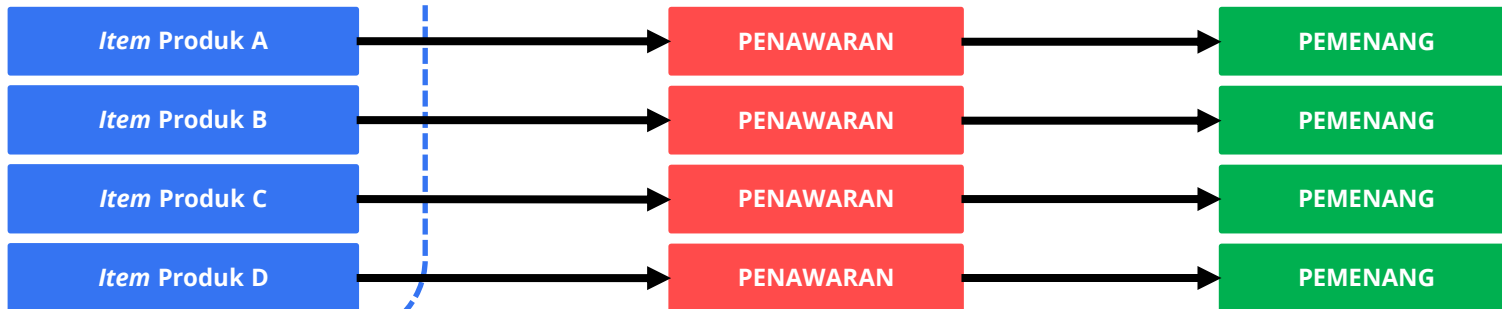 Item Produk A PENAWARAN PEMENANG
Item Produk B PENAWARAN PEMENANG
Item Produk C PENAWARAN PEMENANG
Item Produk D PENAWARAN PEMENANG